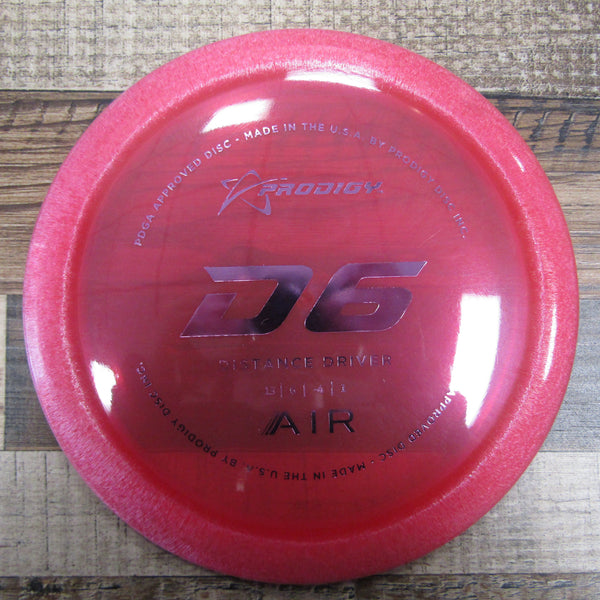 PDGA APPROVED DISC - MADE IN THE U.S.A. BY PRODIGY DISC INC.
PRODIGY
D6
DISTANCE DRIVER
AIR
APPROVED DISC - MADE IN THE U.S.A. BY PRODIGY DISC INC.